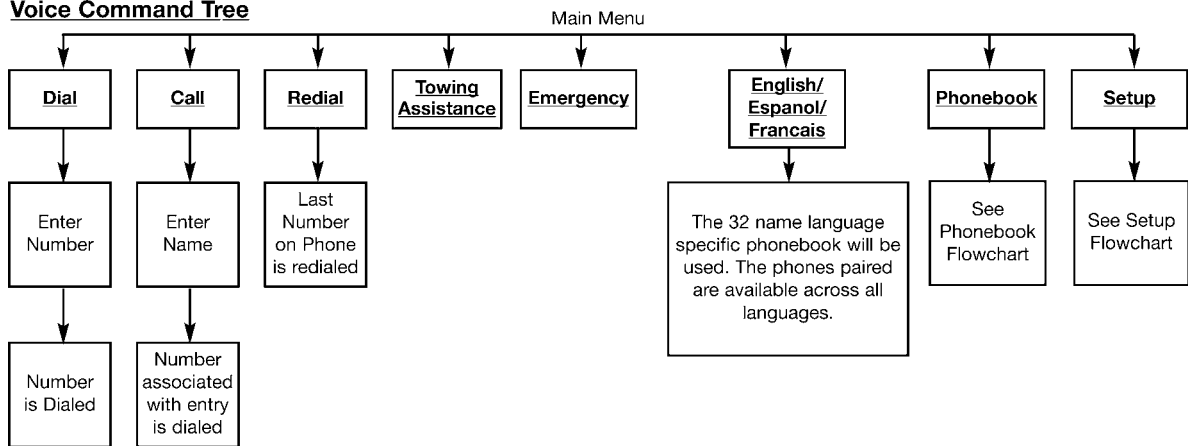 Voice Command Tree
Main Menu
Dial
Call
Redial
Towing
Assistance
Emergency
English/
Espanol/
Francais
Phonebook
Setup
Enter
Number
Enter
Name
Last
Number
on Phone
is redialed
The 32 name language
specific phonebook will be
used. The phones paired
are available across all
languages.
See
Phonebook
Flowchart
See Setup
Flowchart
Number
is Dialed
Number
associated
with entry
is dialed